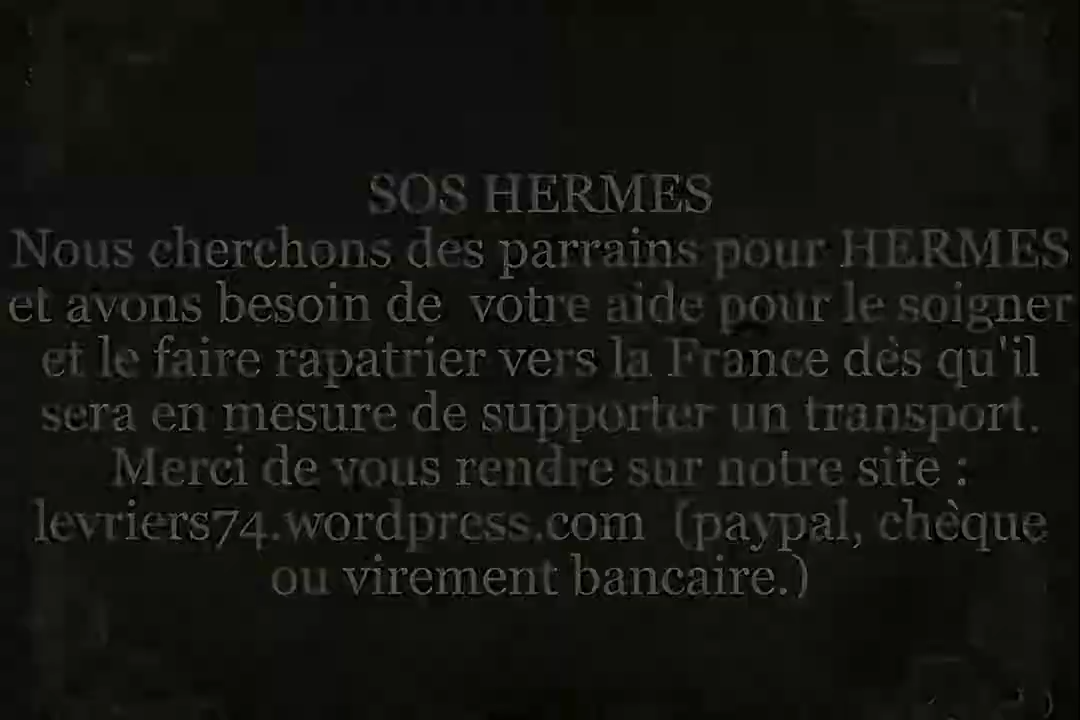 SOS HERMES
Nous cherchons des parrains pour HERMES
et avons besoin de votre aide pour le soigner
et le faire rapatrier vers la France dès qu'il
sera en mesure de supporter un transport.
Merci de vous rendre sur notre site :
levriers74.wordpress.com (paypal, chèque
ou virement bancaire.)